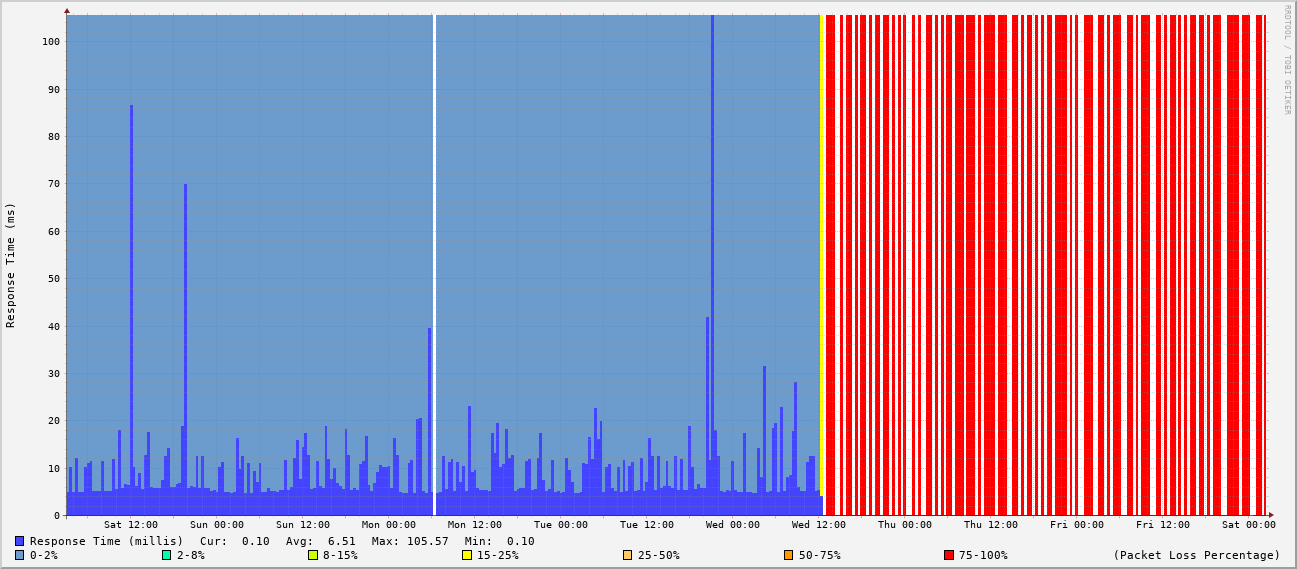 RRDTOOL / TOBI OETIKER
Response Time (ms)
100
90
80
70
60
50
40
30
20
10
0
Sat 12:00 Sun 00:00 Sun 12:00 Mon 00:00 Mon 12:00 Tue 00:00 Tue 12:00 Wed 00:00 Wed 12:00 Thu 00:00 Thu 12:00 Fri 00:00 Fri 12:00 Sat 00:00
Response Time (millis) Cur: 0.10 Avg: 6.51 Max: 105.57 Min: 0.10
0-2% 2-8% 8-15% 15-25% 25-50% 50-75% 75-100% (Packet Loss Percentage)